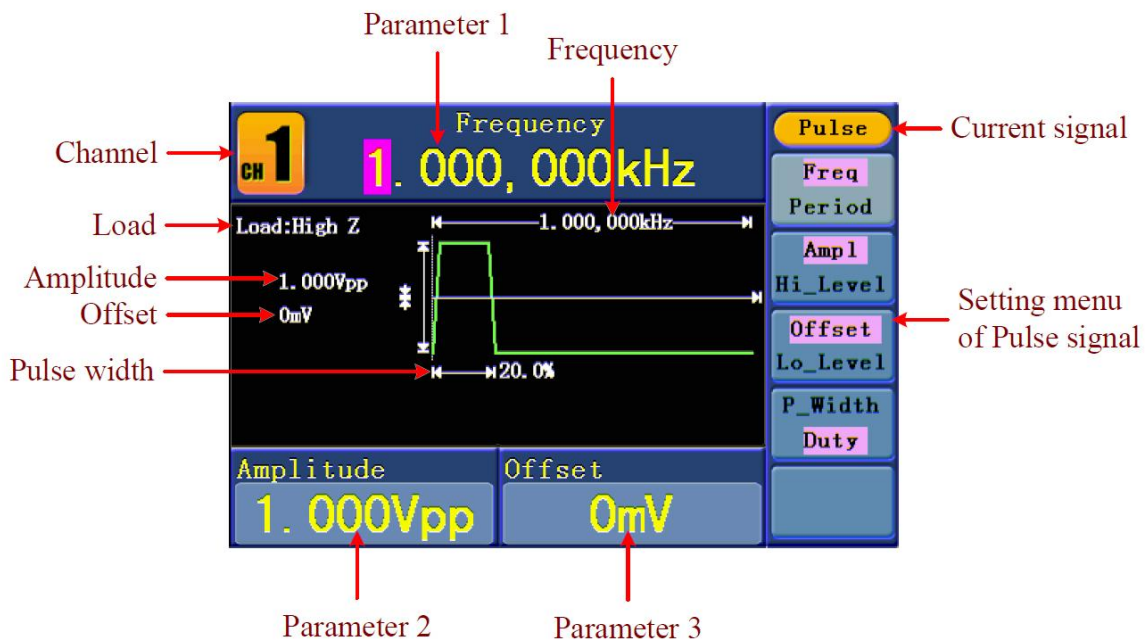 Parameter 1
Frequency
Channel
CH 1
Frequency
1.000,000kHz
Pulse
Current signal
Freq
Period
Load
Load:High Z
1.000,000kHz
Amplitude
1.000Vpp
Ampl
Hi_Level
Offset
0mV
Offset
Lo_Level
Setting menu
of Pulse signal
Pulse width
20.0%
P_Width
Duty
Amplitude
1.000Vpp
Offset
0mV
Parameter 2
Parameter 3